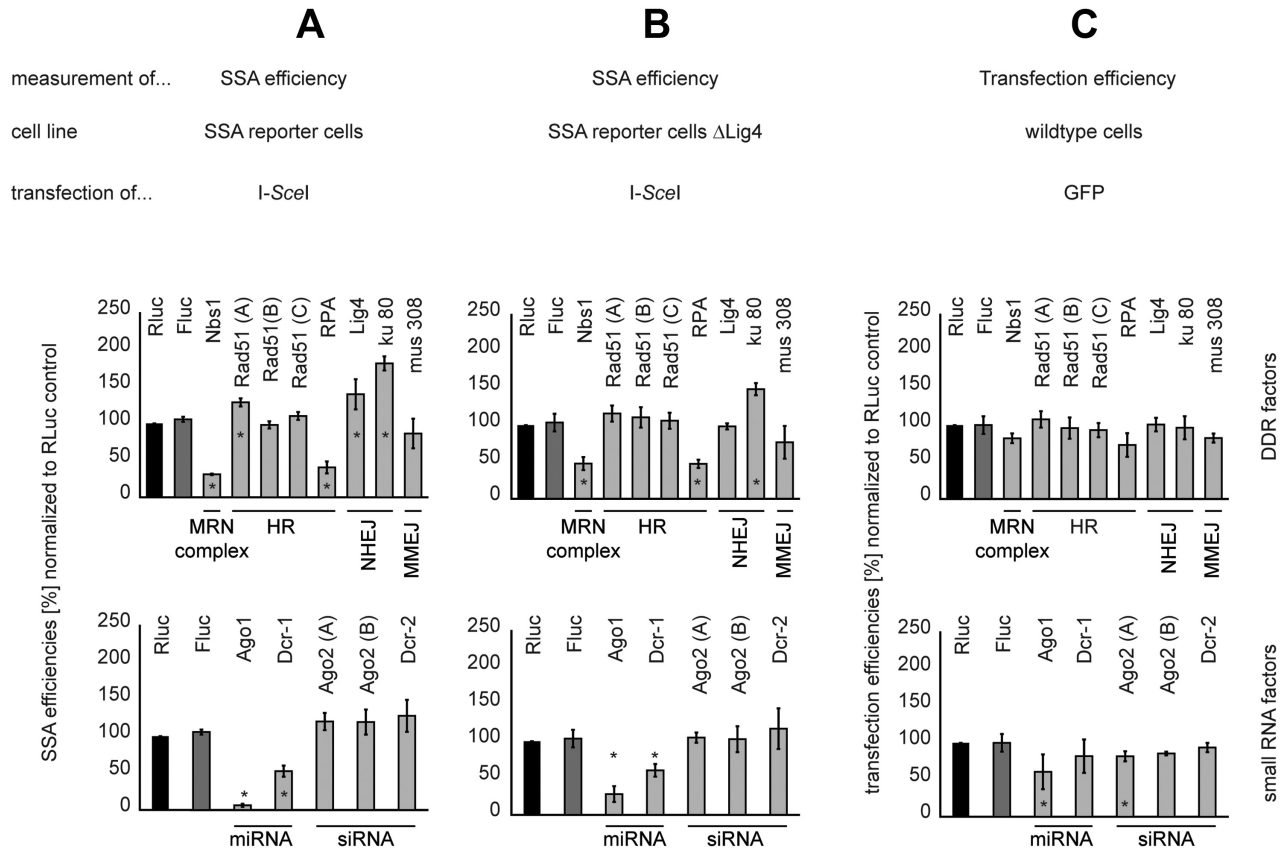 A B C
measurement of... SSA efficiency SSA efficiency Transfection efficiency
cell line SSA reporter cells SSA reporter cells ΔLig4 wildtype cells
transfection of... I-SceI I-SceI GFP
SSA efficiencies [%] normalized to RLuc control
250
200
150
100
50
0
Rluc
Fluc
Nbs1
Rad51 (A)
Rad51(B)
Rad51 (C)
RPA
Lig4
ku 80
mus 308
* * * * *
MRN
complex
HR
NHEJ
MMEJ
250
200
150
100
50
0
Rluc
Fluc
Nbs1
Rad51 (A)
Rad51 (B)
Rad51 (C)
RPA
Lig4
ku 80
mus 308
* * *
MRN
complex
HR
NHEJ
MMEJ
transfection efficiencies [%] normalized to RLuc control
250
200
150
100
50
0
Rluc
Fluc
Nbs1
Rad51 (A)
Rad51 (B)
Rad51 (C)
RPA
Lig4
ku 80
mus 308
MRN
complex
HR
NHEJ
MMEJ
DDR factors
250
200
150
100
50
0
Rluc
Fluc
Ago1
Dcr-1
Ago2 (A)
Ago2 (B)
Dcr-2
* *
miRNA
siRNA
250
200
150
100
50
0
Rluc
Fluc
Ago1
Dcr-1
Ago2 (A)
Ago2 (B)
Dcr-2
* *
miRNA
siRNA
250
200
150
100
50
0
Rluc
Fluc
Ago1
Dcr-1
Ago2 (A)
Ago2 (B)
Dcr-2
* *
miRNA
siRNA
small RNA factors